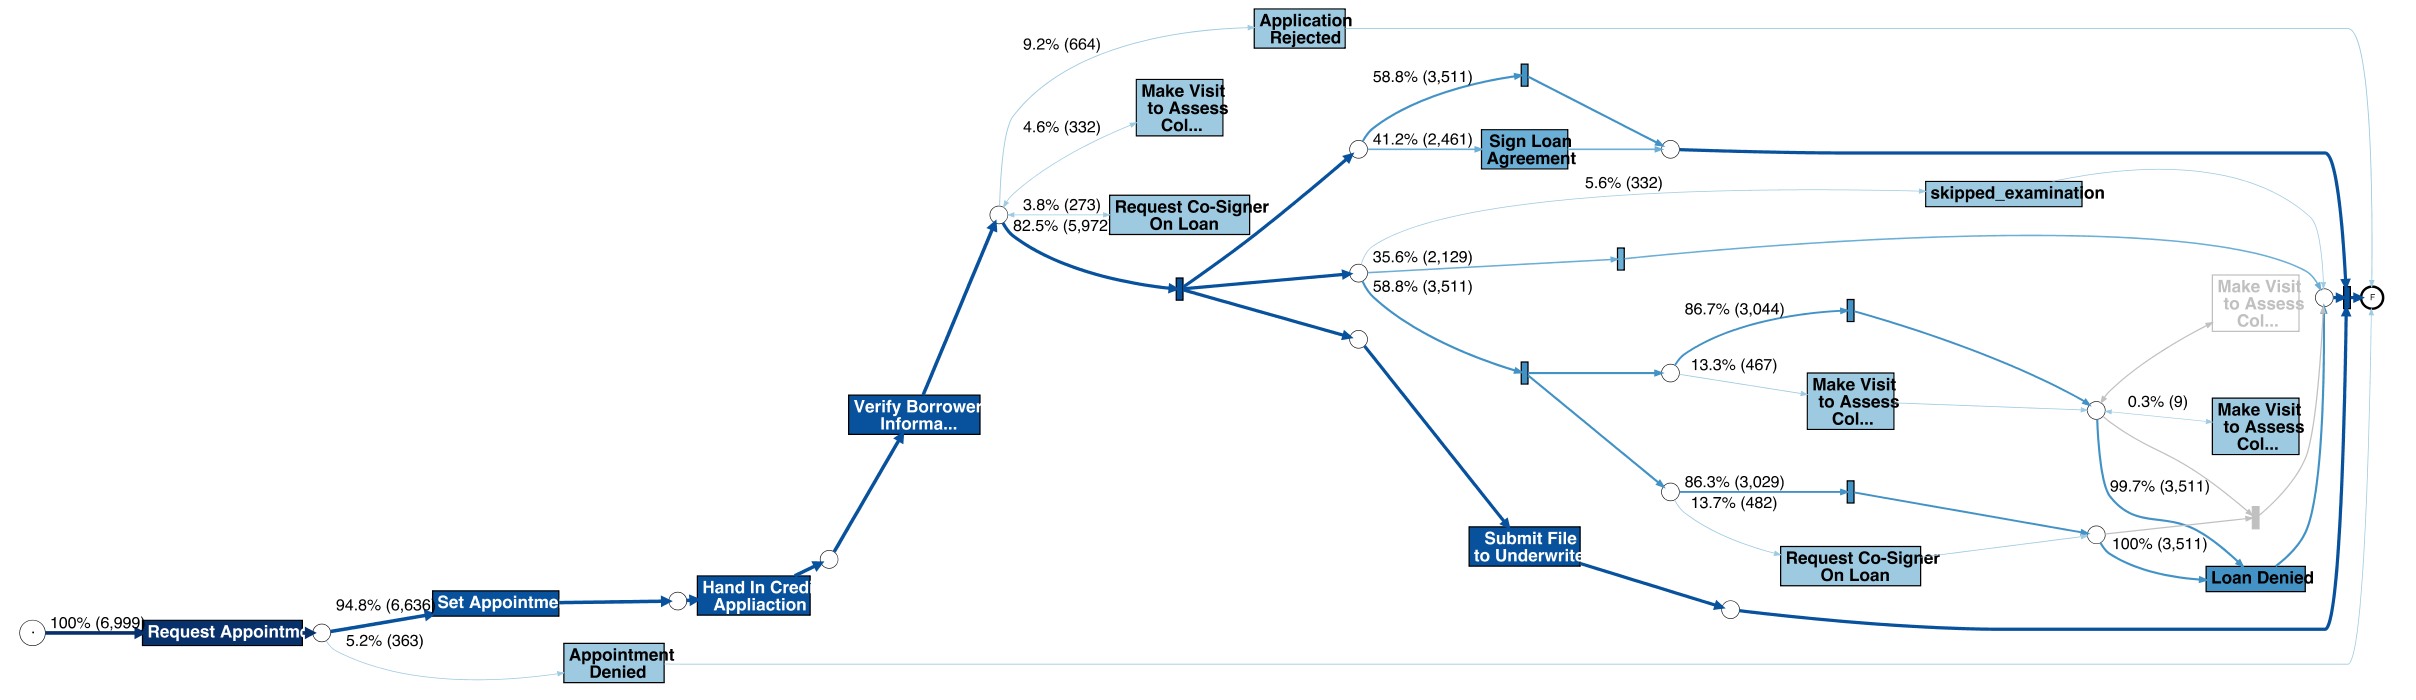 Application
Rejected
9.2% (664)
58.8% (3,511)
Make Visit
to Assess
Col...
4.6% (332)
41.2% (2,461)
Sign Loan
Agreement
5.6% (332)
skipped_examination
3.8% (273)
Request Co-Signer
On Loan
82.5% (5,972
35.6% (2,129)
58.8% (3,511)
Make Visit
to Assess
Col...
F
86.7% (3,044)
13.3% (467)
Make Visit
to Assess
Col...
0.3% (9)
Make Visit
to Assess
Col...
Verify Borrower
Informa...
86.3% (3,029)
13.7% (482)
99.7% (3,511)
Submit File
to Underwrite
100% (3,511)
Request Co-Signer
On Loan
Loan Denied
Hand In Credi
Appliaction
94.8% (6,636)
Set Appointme
100% (6,999)
Request Appointmo
5.2% (363)
Appointment
Denied